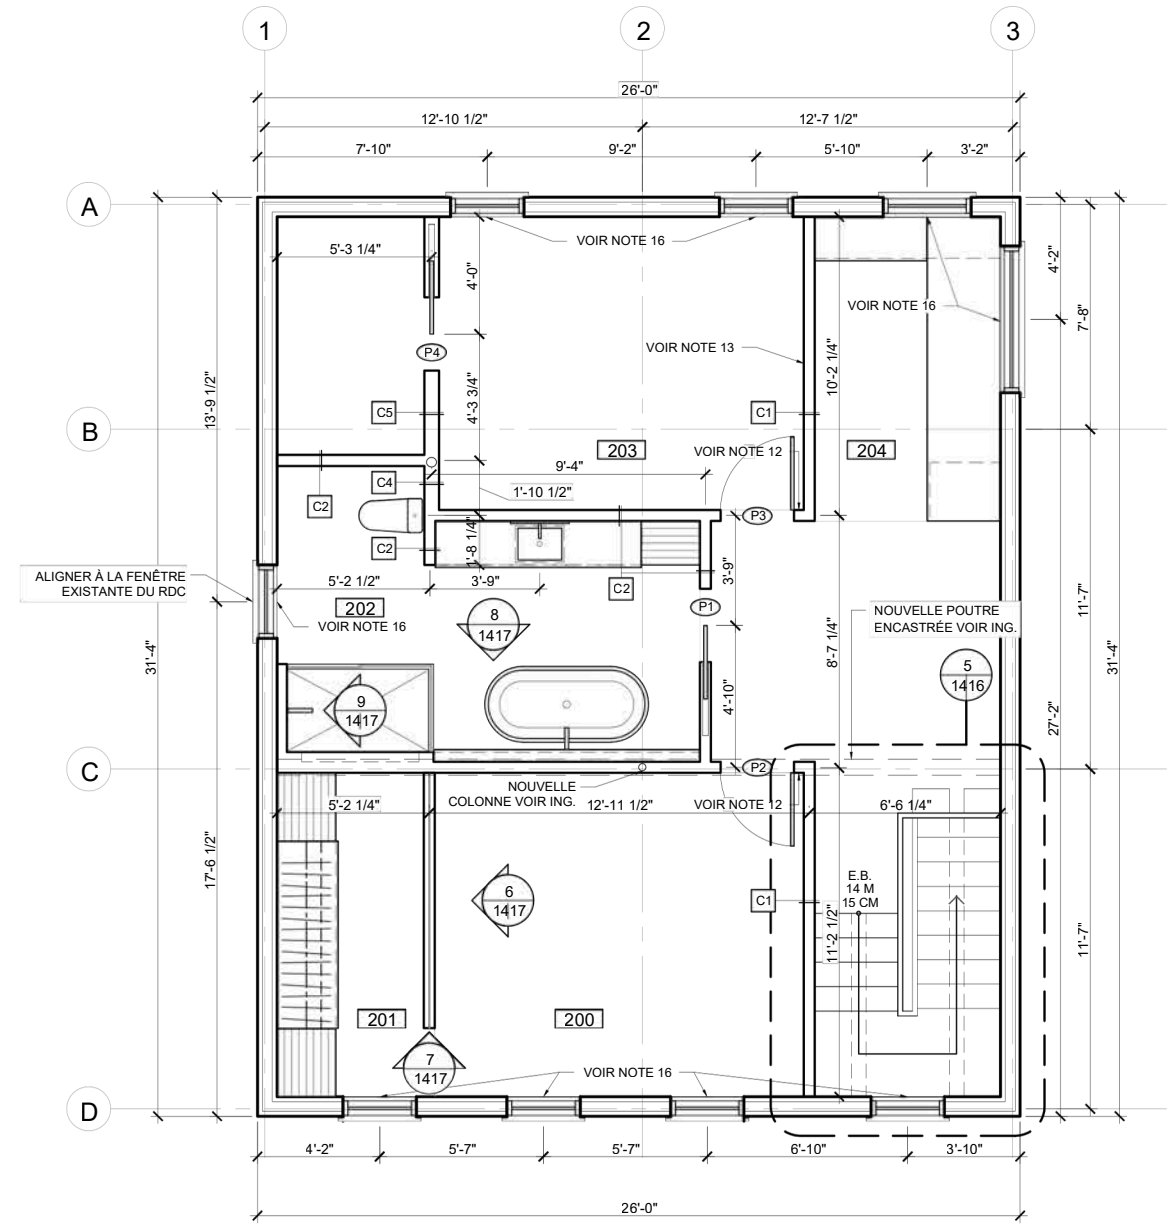 1
2
3
26'-0"
12'-10 1/2"
12'-7 1/2"
7'-10"
9'-2"
5'-10"
3'-2"
A
VOIR NOTE 16
5'-3 1/4"
4'-0"
4'-2"
7'-8"
VOIR NOTE 16
VOIR NOTE 13
P4
10'-2 1/4"
13'-9 1/2"
4'-3 3/4"
C5
C1
B
203
204
VOIR NOTE 12
9'-4"
C4
1'-10 1/2"
C2
P3
C2
1'-8 1/4"
3'-9"
ALIGNER À LA FENÊTRE
EXISTANTE DU RDC
5'-2 1/2"
3'-9"
C2
202
P1
VOIR NOTE 16
8
1417
NOUVELLE POUTRE
ENCASTRÉE VOIR ING.
11'-7"
8'-7 1/4"
31'-4"
31'-4"
5
1416
9
1417
4'-10"
27'-2"
C
P2
NOUVELLE
COLONNE VOIR ING.
5'-2 1/4"
12'-11 1/2"
VOIR NOTE 12
6'-6 1/4"
17'-6 1/2"
E.B.
14 M
15 CM
6
1417
C1
11'-2 1/2"
11'-7"
201
200
7
1417
VOIR NOTE 16
D
4'-2"
5'-7"
5'-7"
6'-10"
3'-10"
26'-0"